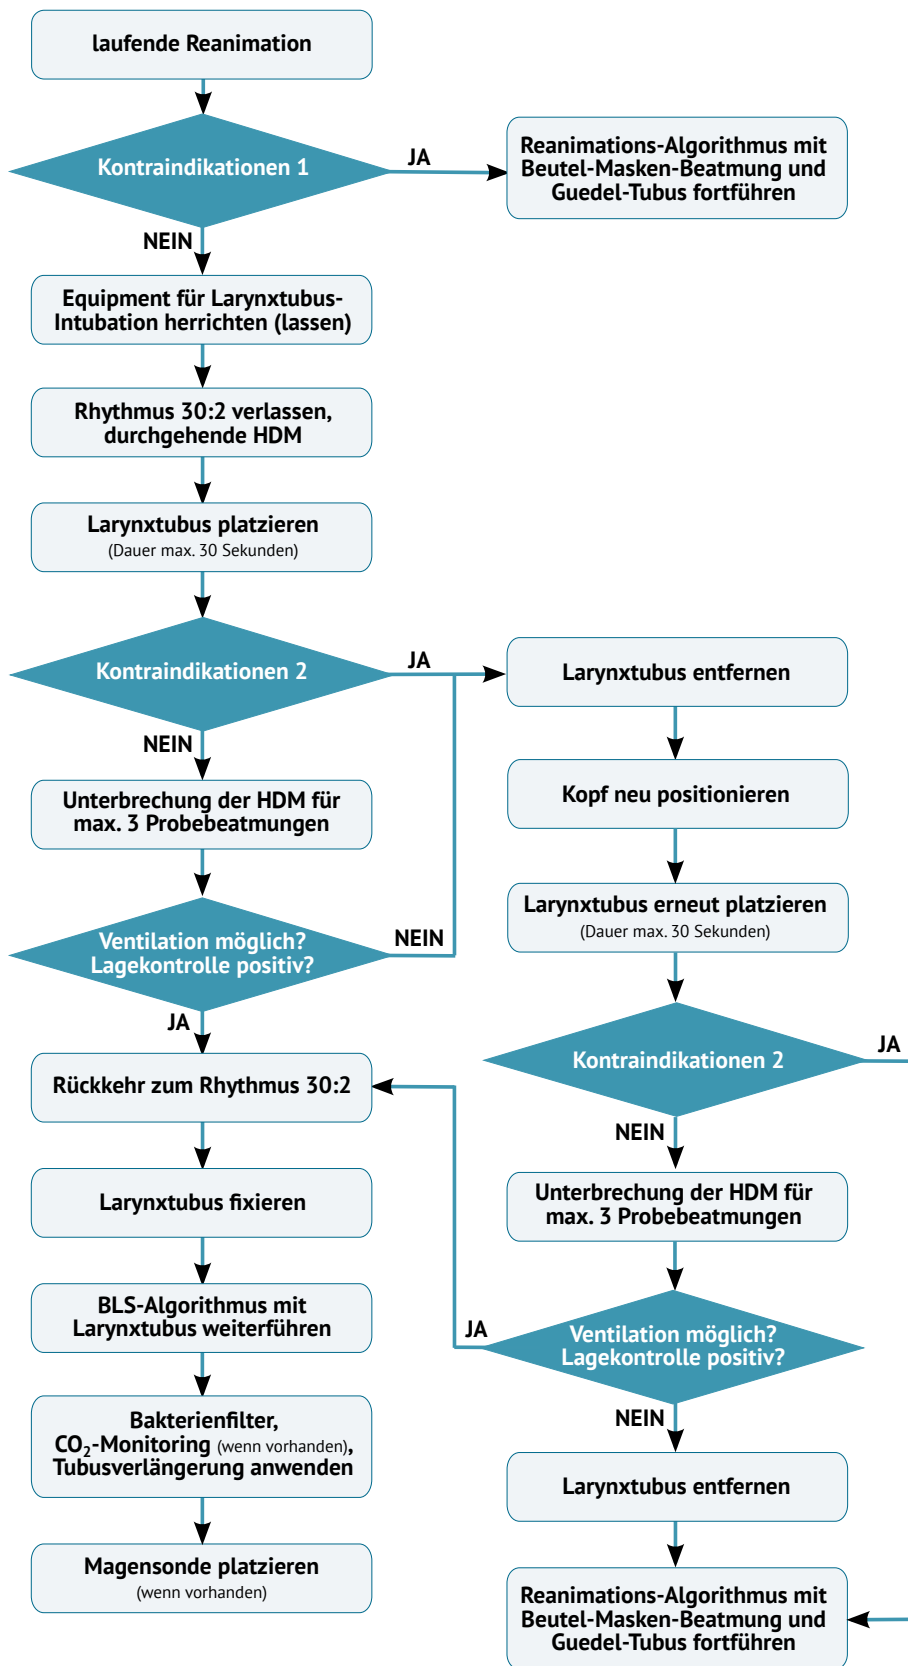 laufende Reanimation
Kontraindikationen 1
JA
Reanimations-Algorithmus mit
Beutel-Masken-Beatmung und
Guedel-Tubus fortführen
NEIN
Equipment für Larynxtubus-
Intubation herrichten (lassen)
Rhythmus 30:2 verlassen,
durchgehende HDM
Larynxtubus platzieren
(Dauer max. 30 Sekunden)
Kontraindikationen 2
JA
Larynxtubus entfernen
NEIN
Unterbrechung der HDM für
max. 3 Probebeatmungen
Kopf neu positionieren
Larynxtubus erneut platzieren
(Dauer max. 30 Sekunden)
Ventilation möglich?
Lagekontrolle positiv?
NEIN
JA
Kontraindikationen 2
JA
Rückkehr zum Rhythmus 30:2
NEIN
Larynxtubus fixieren
Unterbrechung der HDM für
max. 3 Probebeatmungen
BLS-Algorithmus mit
Larynxtubus weiterführen
JA
Ventilation möglich?
Lagekontrolle positiv?
NEIN
Bakterienfilter,
CO₂-Monitoring (wenn vorhanden),
Tubusverlängerung anwenden
Larynxtubus entfernen
Magensonde platzieren
(wenn vorhanden)
Reanimations-Algorithmus mit
Beutel-Masken-Beatmung und
Guedel-Tubus fortführen